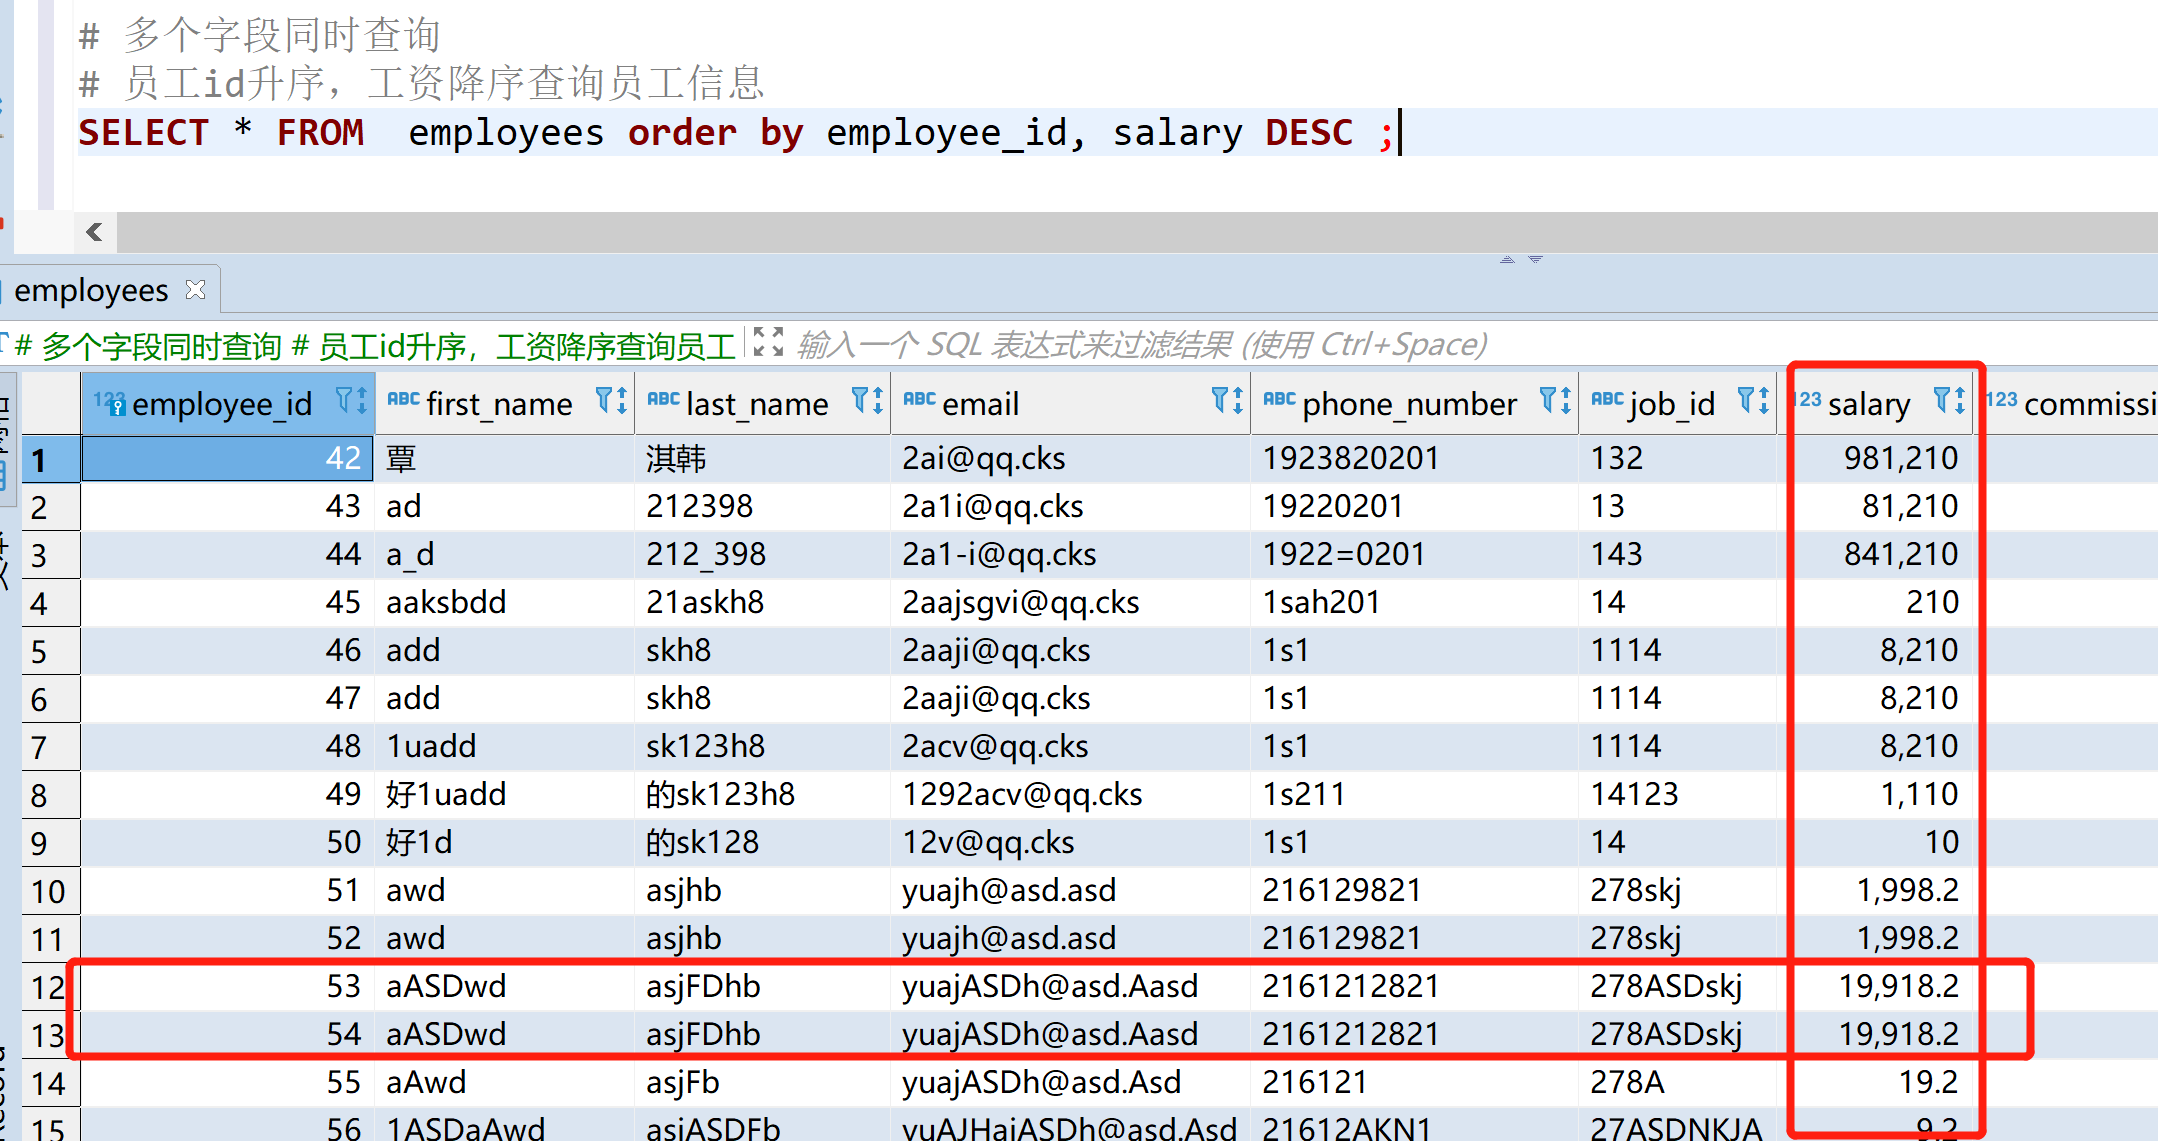 # 多个字段同时查询
# 员工id升序，工资降序查询员工信息
SELECT * FROM  employees order by employee_id, salary DESC ;
employees
# 多个字段同时查询 # 员工id升序，工资降序查询员工 输入一个 SQL 表达式来过滤结果 (使用 Ctrl+Space)
123 employee_id ABC first_name ABC last_name ABC email ABC phone_number ABC job_id 123 salary 123 commissi
1 42 覃 淇韩 2ai@qq.cks 1923820201 132 981,210
2 43 ad 212398 2a1i@qq.cks 19220201 13 81,210
3 44 a_d 212_398 2a1-i@qq.cks 1922=0201 143 841,210
4 45 aaksbdd 21askh8 2aajsgvi@qq.cks 1sah201 14 210
5 46 add skh8 2aaji@qq.cks 1s1 1114 8,210
6 47 add skh8 2aaji@qq.cks 1s1 1114 8,210
7 48 1uadd sk123h8 2acv@qq.cks 1s1 1114 8,210
8 49 好1uadd 的sk123h8 1292acv@qq.cks 1s211 14123 1,110
9 50 好1d 的sk128 12v@qq.cks 1s1 14 10
10 51 awd asjhb yuajh@asd.asd 216129821 278skj 1,998.2
11 52 awd asjhb yuajh@asd.asd 216129821 278skj 1,998.2
12 53 aASDwd asjFDhb yuajASDh@asd.Aasd 2161212821 278ASDskj 19,918.2
13 54 aASDwd asjFDhb yuajASDh@asd.Aasd 2161212821 278ASDskj 19,918.2
14 55 aAwd asjFb yuajASDh@asd.Asd 216121 278A 19.2
15 56 1ASDaAwd asjASDFb yuAJHajASDh@asd.Asd 21612AKN1 27ASDNKJA 9.2